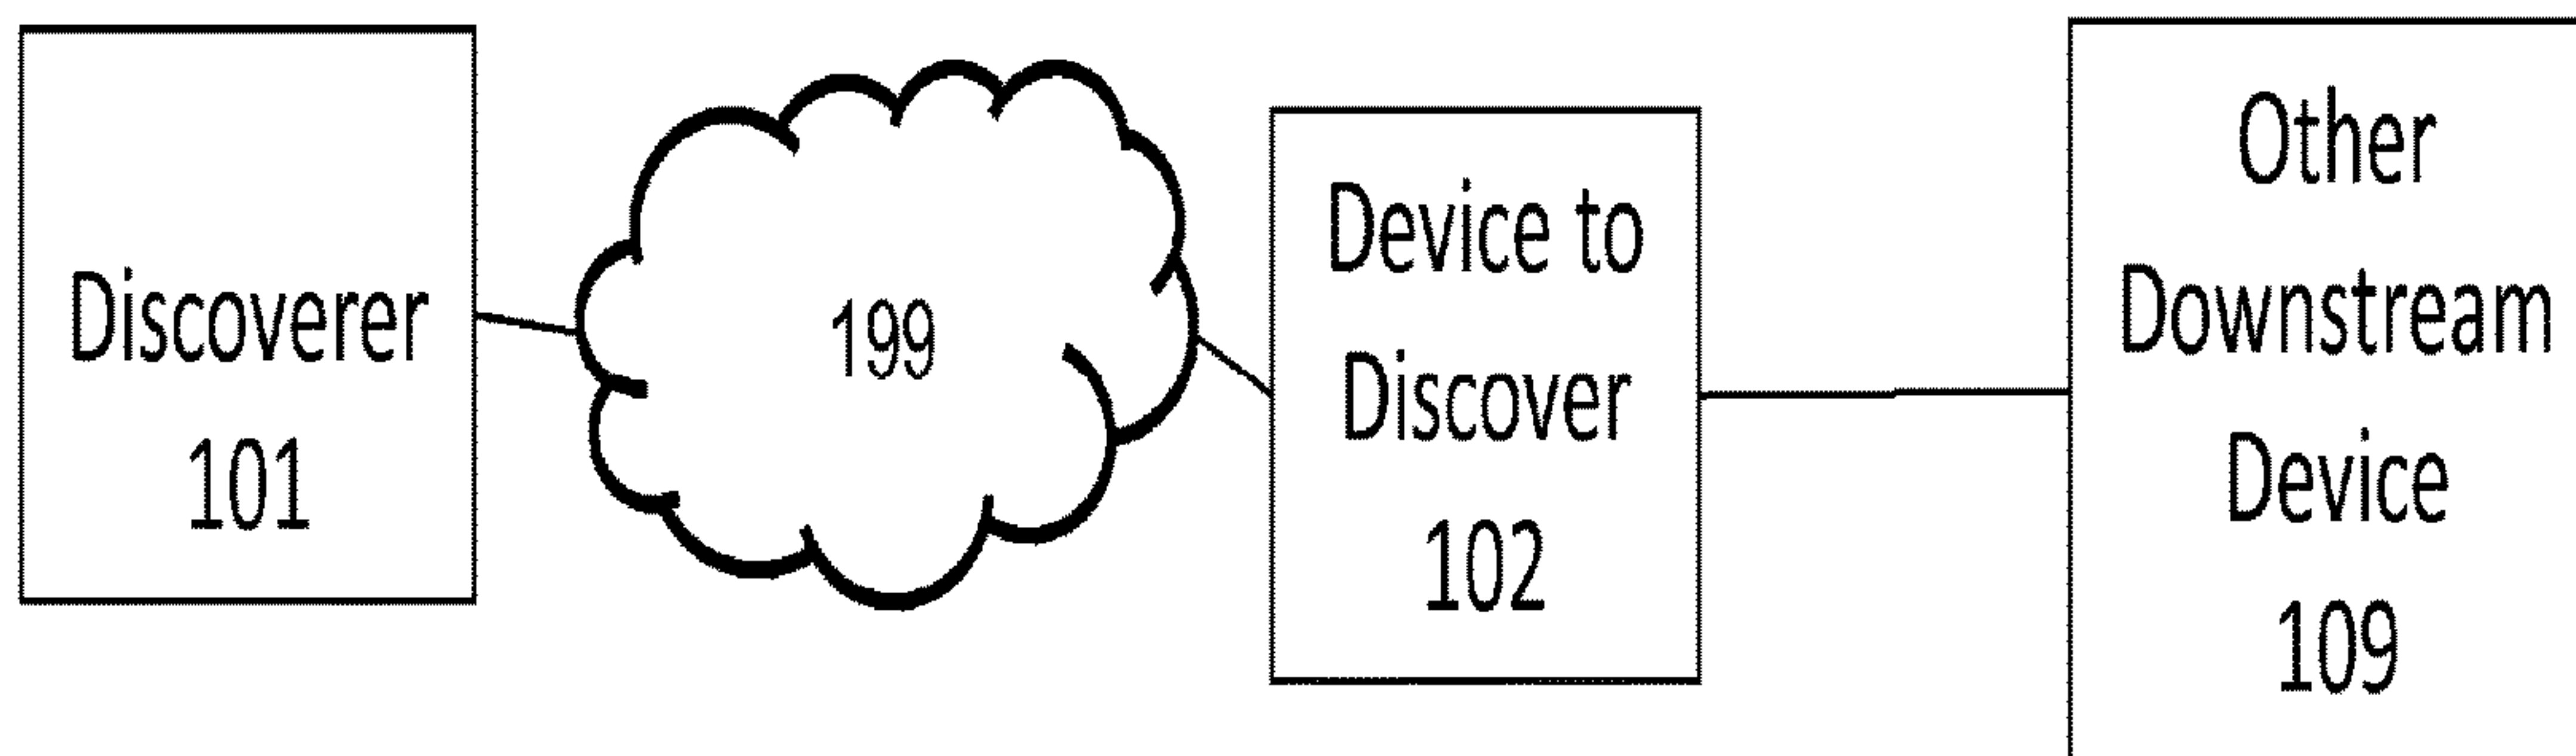 Discoverer
101
199
Device to
Discover
102
Other
Downstream
Device
109